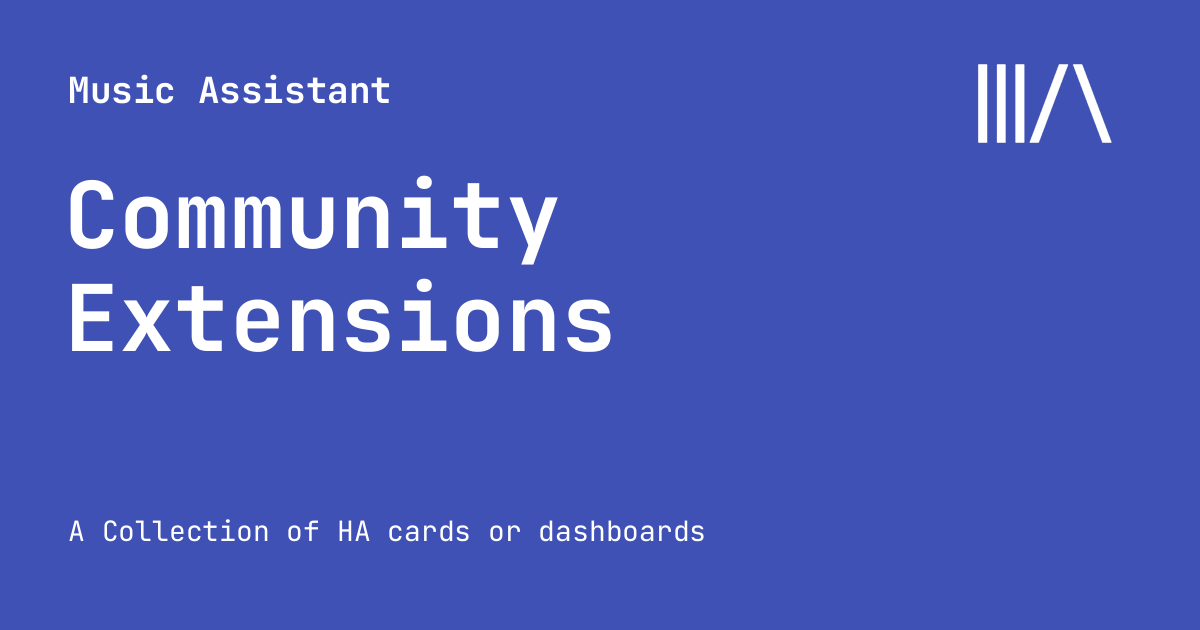 Music Assistant
Community
Extensions
A Collection of HA cards or dashboards